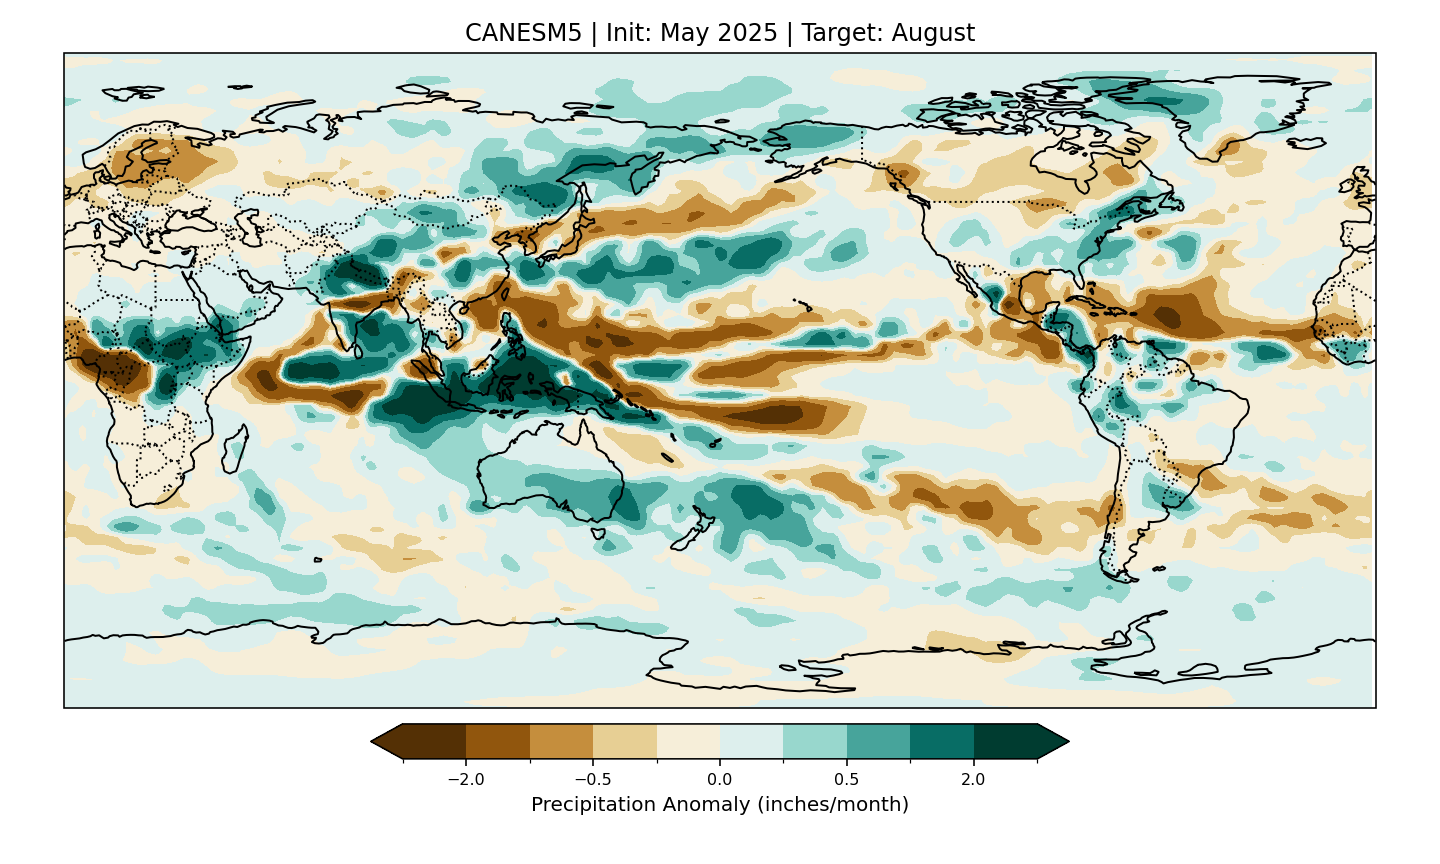 CANESM5 | Init: May 2025 | Target: August
−2.0 −0.5 0.0 0.5 2.0
Precipitation Anomaly (inches/month)